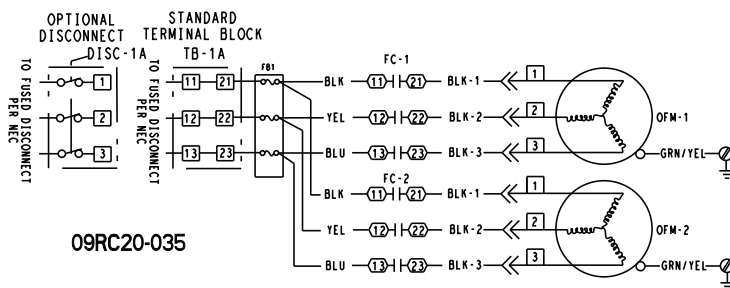 OPTIONAL
DISCONNECT
DISC-1A
STANDARD
TERMINAL BLOCK
TB-1A
TO FUSED DISCONNECT
PER NEC
1
2
3
TO FUSED DISCONNECT
PER NEC
11 21
12 22
13 23
FB1
FC-1
BLK 11 21 BLK-1 1
YEL 12 22 BLK-2 2
BLU 13 23 BLK-3 3
OFM-1
GRN/YEL
FC-2
BLK 11 21 BLK-1 1
YEL 12 22 BLK-2 2
BLU 13 23 BLK-3 3
OFM-2
GRN/YEL
09RC20-035